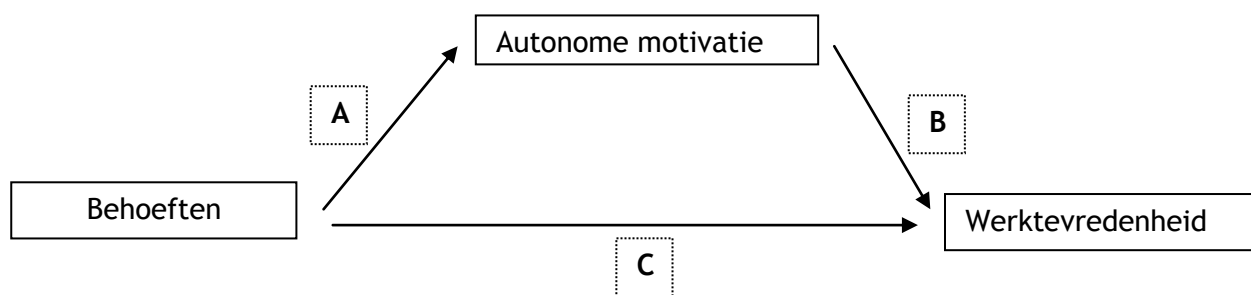 Autonome motivatie
A
B
Behoeften
Werktevredenheid
C